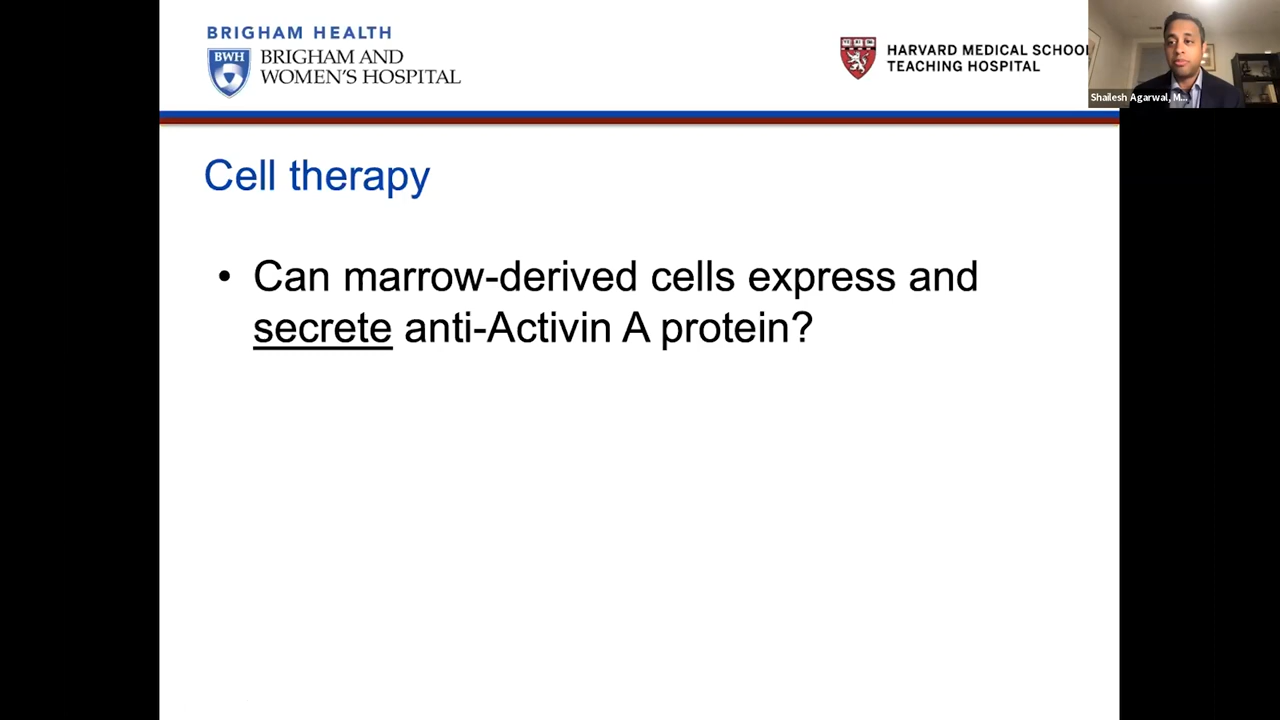 BRIGHAM HEALTH
BWH
BRIGHAM AND
WOMEN'S HOSPITAL
HARVARD MEDICAL SCHOOL
TEACHING HOSPITAL
Shailesh Agarwal, M...
Cell therapy
• Can marrow-derived cells express and
secrete anti-Activin A protein?